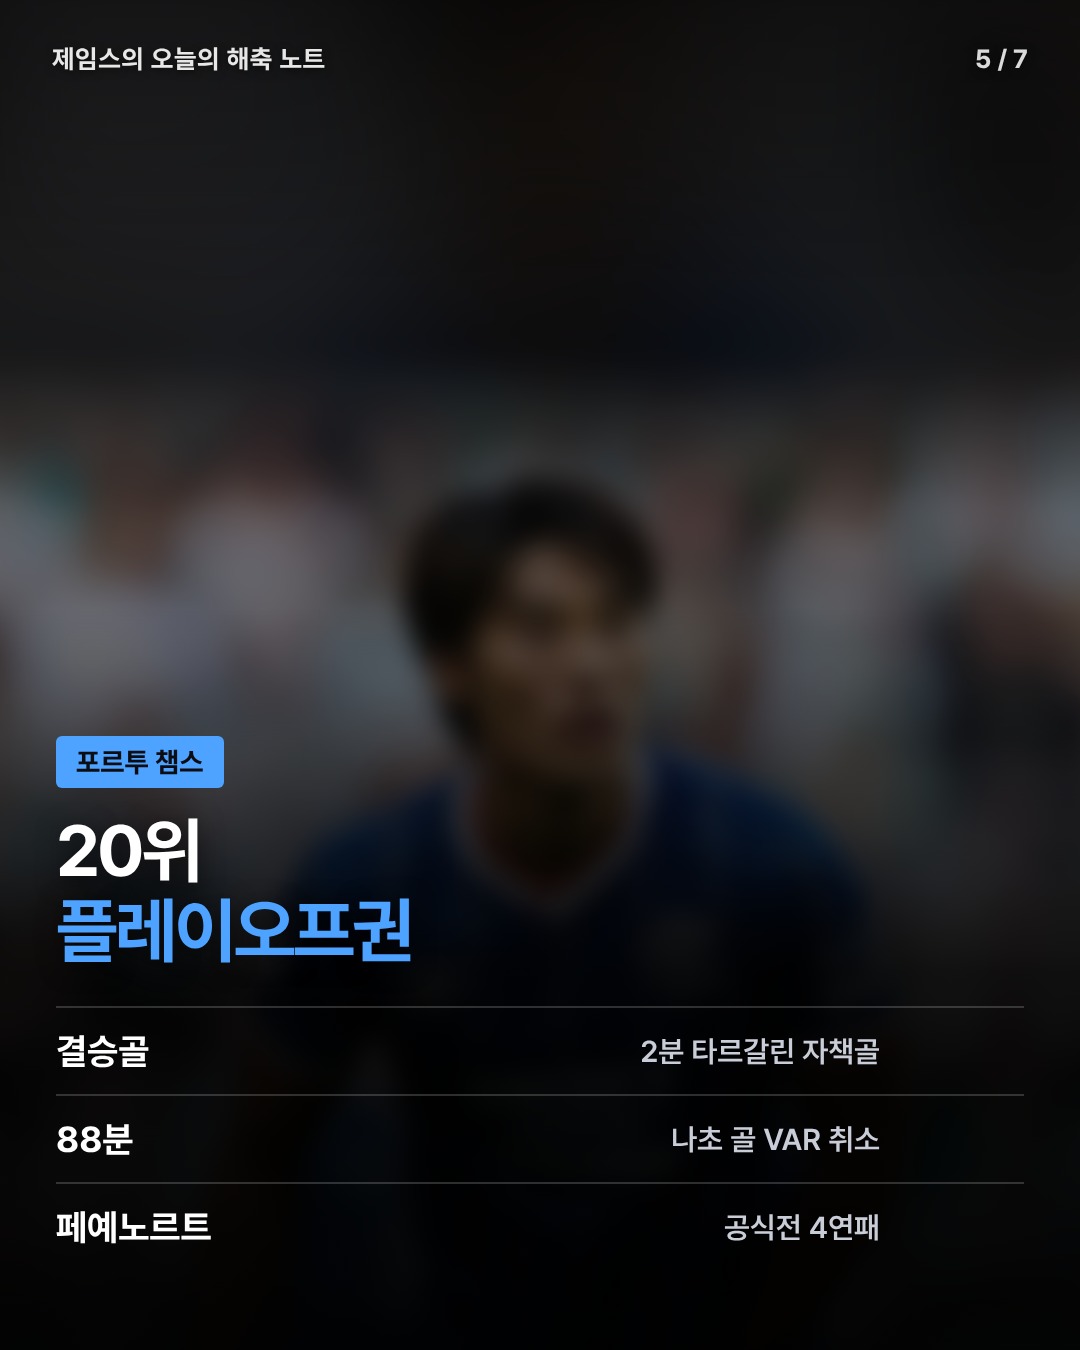 제임스의 오늘의 해축 노트
5 / 7
포르투 챔스
20위
플레이오프권
결승골 2분 타르갈린 자책골
88분 나초 골 VAR 취소
페예노르트 공식전 4연패